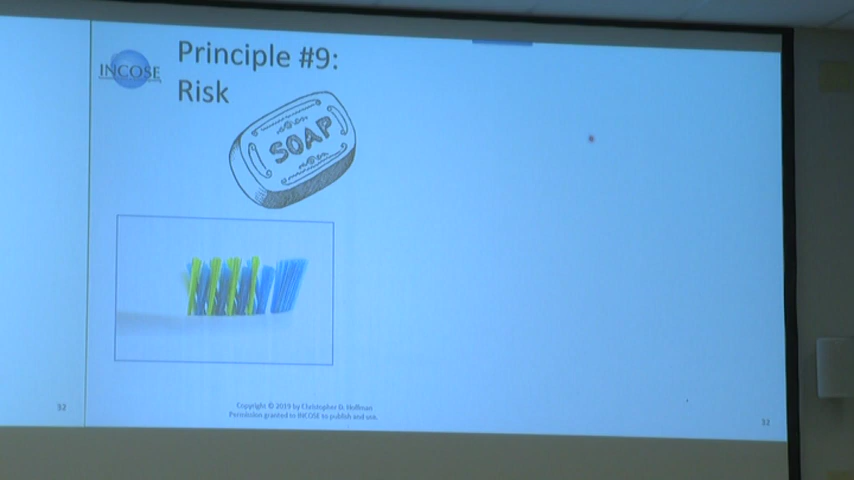 Principle #9:
INCOSE
Risk
SOAP
Copyright © 2019 by Christopher D. Hoffman
Permission granted to INCOSE to publish and use.
52
32